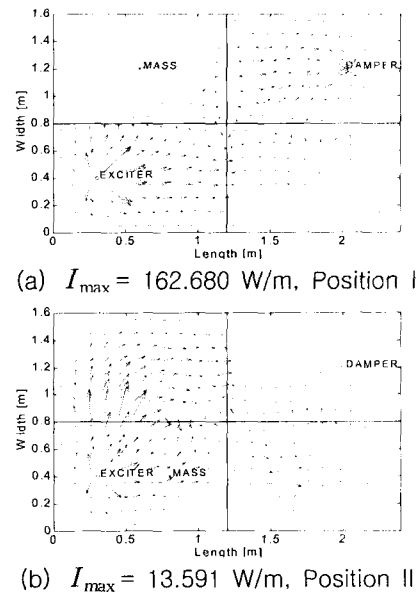 1.6
1.4
1.2
1
0.8
0.6
0.4
0.2
0
Width [m]
MASS
DAMPER
EXCITER
0 0.5 1 1.5 2
Length [m]
(a) I max = 162.680 W/m, Position I
1.6
1.4
1.2
1
0.8
0.6
0.4
0.2
0
Width [m]
DAMPER
EXCITER MASS
0 0.5 1 1.5 2
Length [m]
(b) I max = 13.591 W/m, Position II